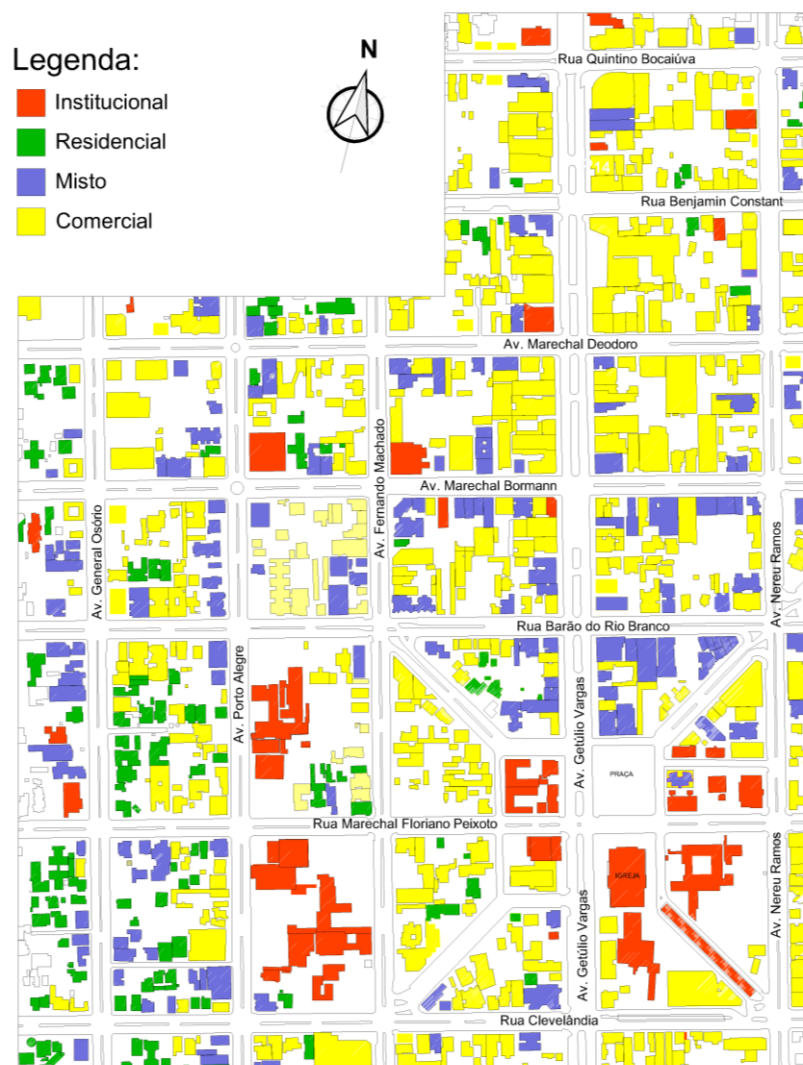 Legenda:
N
Institucional
Residencial
Misto
Comercial
Rua Quintino Bocaiúva
14
Rua Benjamin Constant
Av. Marechal Deodoro
Av. Fernando Machado
Av. Marechal Bormann
Av. General Osório
Av. Nereu Ramos
Rua Barão do Rio Branco
Av. Porto Alegre
Av. Getúlio Vargas
PRAÇA
Rua Marechal Floriano Peixoto
IGREJA
Av. Nereu Ramos
Av. Getúlio Vargas
Rua Clevelândia